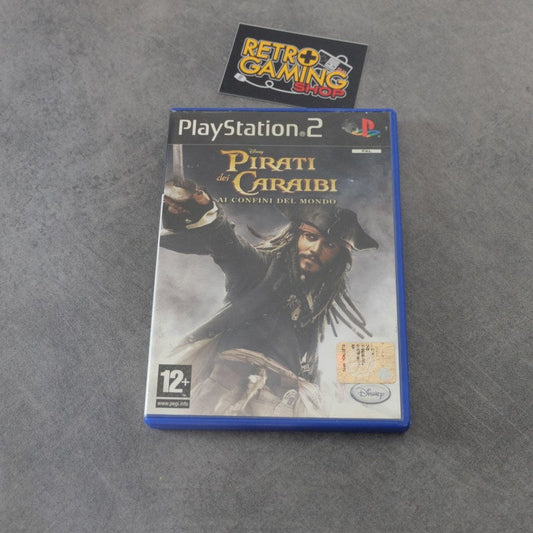 RETRO
GAMING
SHOP
PlayStation®2
PAL
Disney
PIRATI
dei CARAIBI
AI CONFINI DEL MONDO
12+
www.pegi.info
Disney